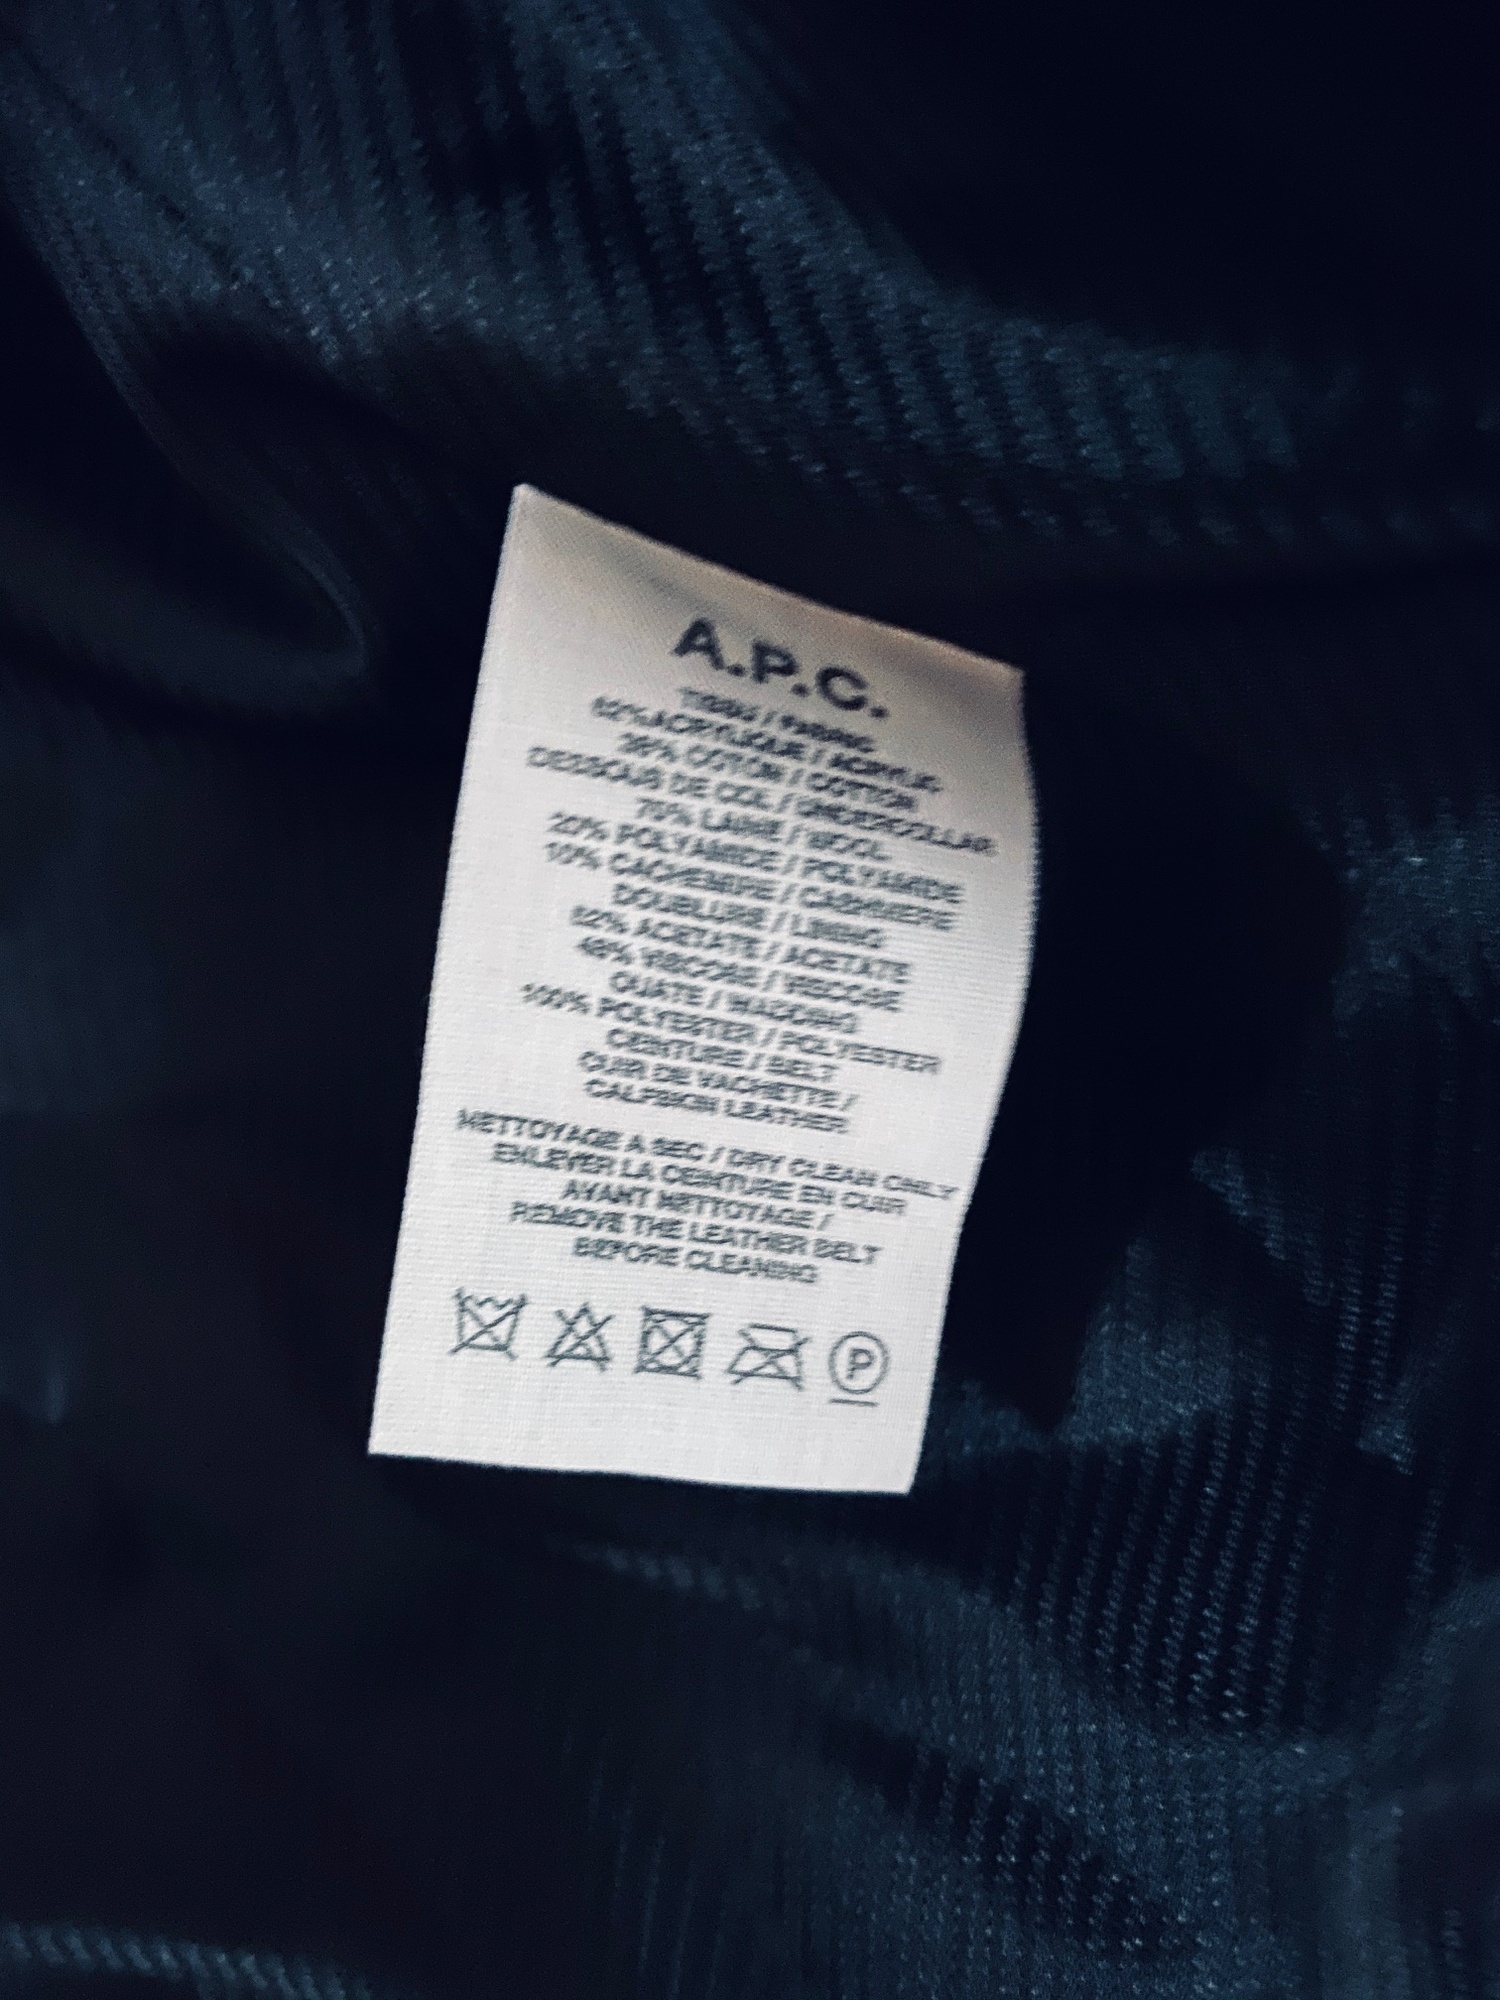 A.P.C.
TISSU / FABRIC
62% ACRYLIQUE / ACRYLIC
38% COTON / COTTON
DESSOUS DE COL / UNDERCOLLAR
70% LAINE / WOOL
20% POLYAMIDE / POLYAMIDE
10% CACHEMIRE / CASHMERE
DOUBLURE / LINING
52% ACETATE / ACETATE
48% VISCOSE / VISCOSE
OUATE / WADDING
100% POLYESTER / POLYESTER
CEINTURE / BELT
CUIR DE VACHETTE /
CALFSKIN LEATHER
NETTOYAGE A SEC / DRY CLEAN ONLY
ENLEVER LA CEINTURE EN CUIR
AVANT NETTOYAGE /
REMOVE THE LEATHER BELT
BEFORE CLEANING
P